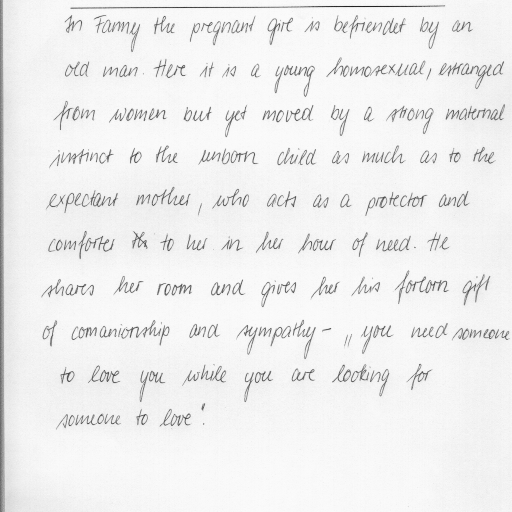 In Fanny the pregnant girl is befriendet by an
old man. Here it is a young homosexual, estranged
from women but yet moved by a strong maternal
instinct to the unborn child as much as to the
expectant mother, who acts as a protector and
comforter to her in her hour of need. He
shares her room and gives her his forlorn gift
of comanionship and sympathy - „you need someone
to love you while you are looking for
someone to love".